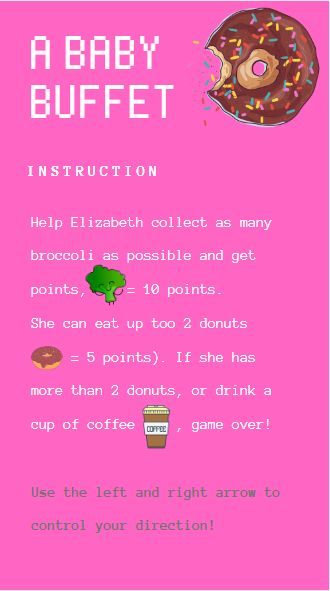 A BABY
BUFFET
INSTRUCTION
Help Elizabeth collect as many
broccoli as possible and get
points, = 10 points.
She can eat up too 2 donuts
= 5 points). If she has
more than 2 donuts, or drink a
cup of coffee COFFEE , game over!
Use the left and right arrow to
control your direction!